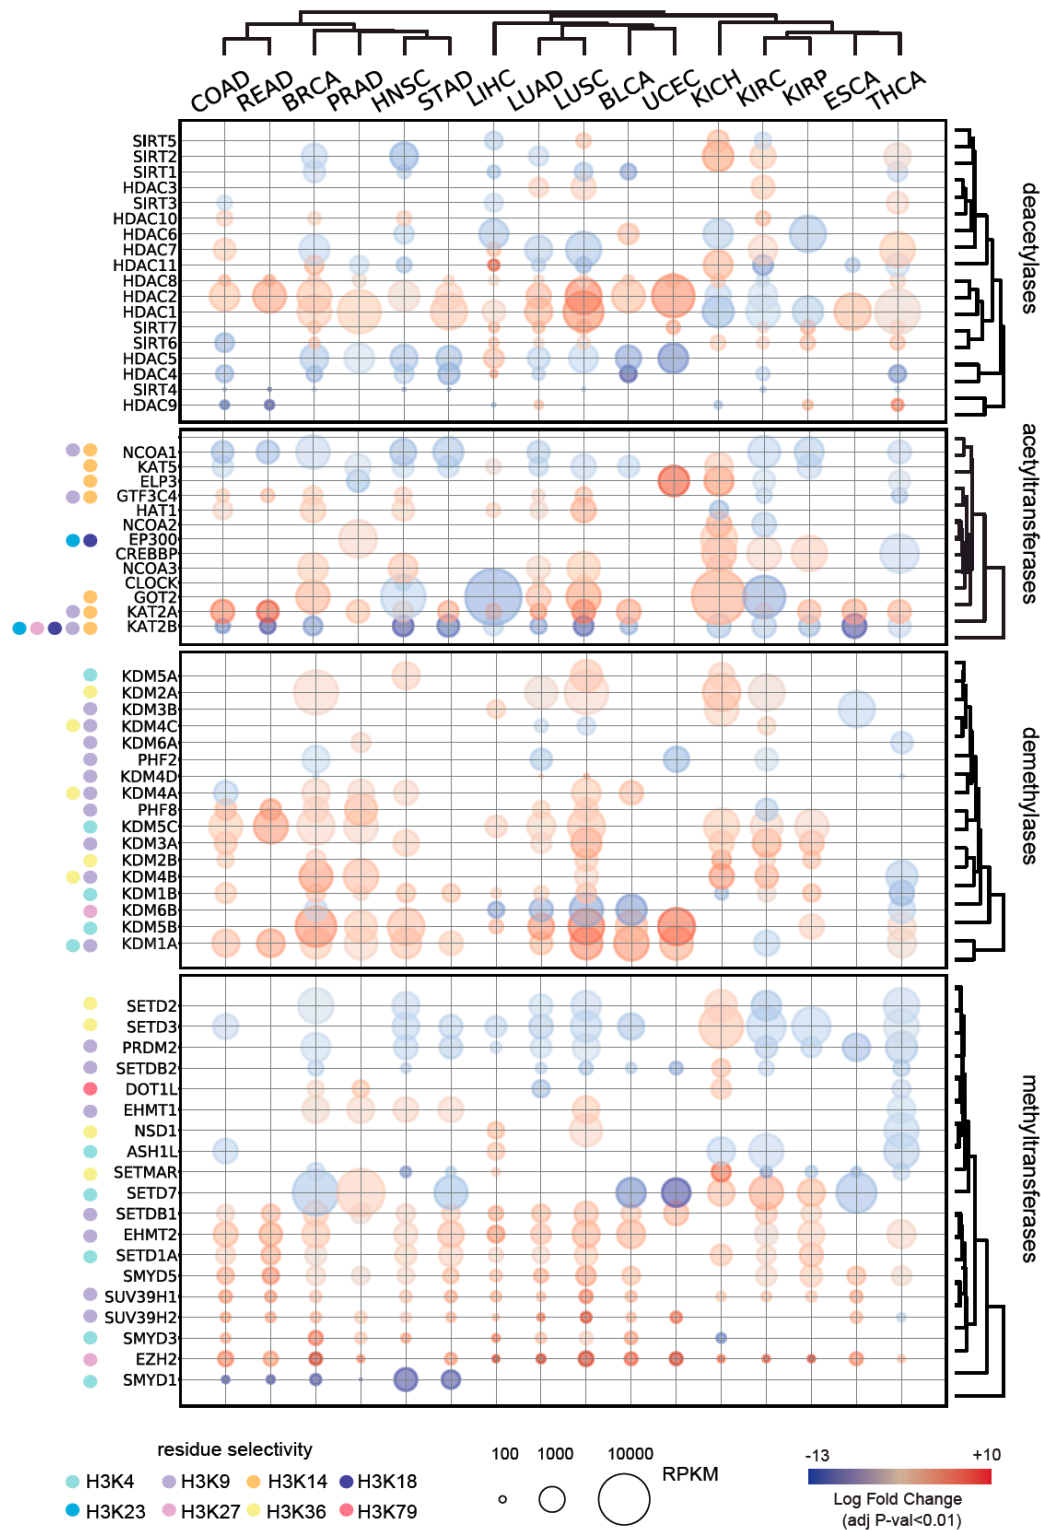 COAD
READ
BRCA
PRAD
HNSC
STAD
LIHC
LUAD
LUSC
BLCA
UCEC
KICH
KIRC
KIRP
ESCA
THCA
SIRT5
SIRT2
SIRT1
HDAC3
SIRT3
HDAC10
HDAC6
HDAC7
HDAC11
HDAC8
HDAC2
HDAC1
SIRT7
SIRT6
HDAC5
HDAC4
SIRT4
HDAC9
deacetylases
NCOA1
KAT5
ELP3
GTF3C4
HAT1
NCOA2
EP300
CREBBP
NCOA3
CLOCK
GOT2
KAT2A
KAT2B
acetyltransferases
KDM5A
KDM2A
KDM3B
KDM4C
KDM6A
PHF2
KDM4D
KDM4A
PHF8
KDM5C
KDM3A
KDM2B
KDM4B
KDM1B
KDM6B
KDM5B
KDM1A
demethylases
SETD2
SETD3
PRDM2
SETDB2
DOT1L
EHMT1
NSD1
ASH1L
SETMAR
SETD7
SETDB1
EHMT2
SETD1A
SMYD5
SUV39H1
SUV39H2
SMYD3
EZH2
SMYD1
methyltransferases
residue selectivity
H3K4 H3K9 H3K14 H3K18
H3K23 H3K27 H3K36 H3K79
100 1000 10000
RPKM
-13 +10
Log Fold Change
(adj P-val<0.01)